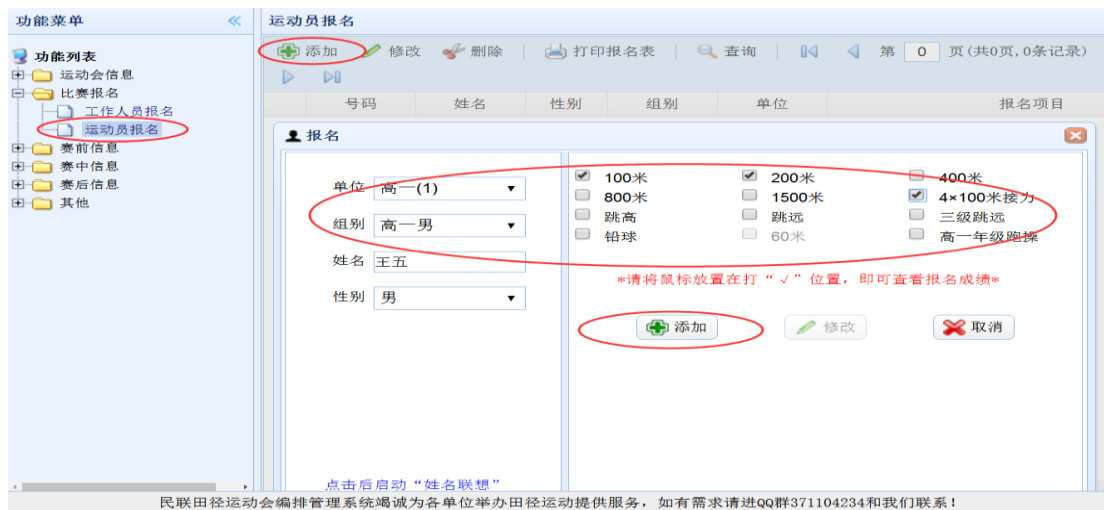 功能菜单
功能列表
运动会信息
比赛报名
工作人员报名
运动员报名
赛前信息
赛中信息
赛后信息
其他
运动员报名
添加 修改 删除 打印报名表 查询 第 0 页(共0页,0条记录)
号码 姓名 性别 组别 单位 报名项目
报名
单位 高一(1)
组别 高一男
姓名 王五
性别 男
点击后启动“姓名联想”
100米 200米 400米
800米 1500米 4×100米接力
跳高 跳远 三级跳远
铅球 60米 高一年级跑操
*请将鼠标放置在打“√”位置，即可查看报名成绩*
添加 修改 取消
民联田径运动会编排管理系统竭诚为各单位举办田径运动提供服务，如有需求请进QQ群371104234和我们联系！